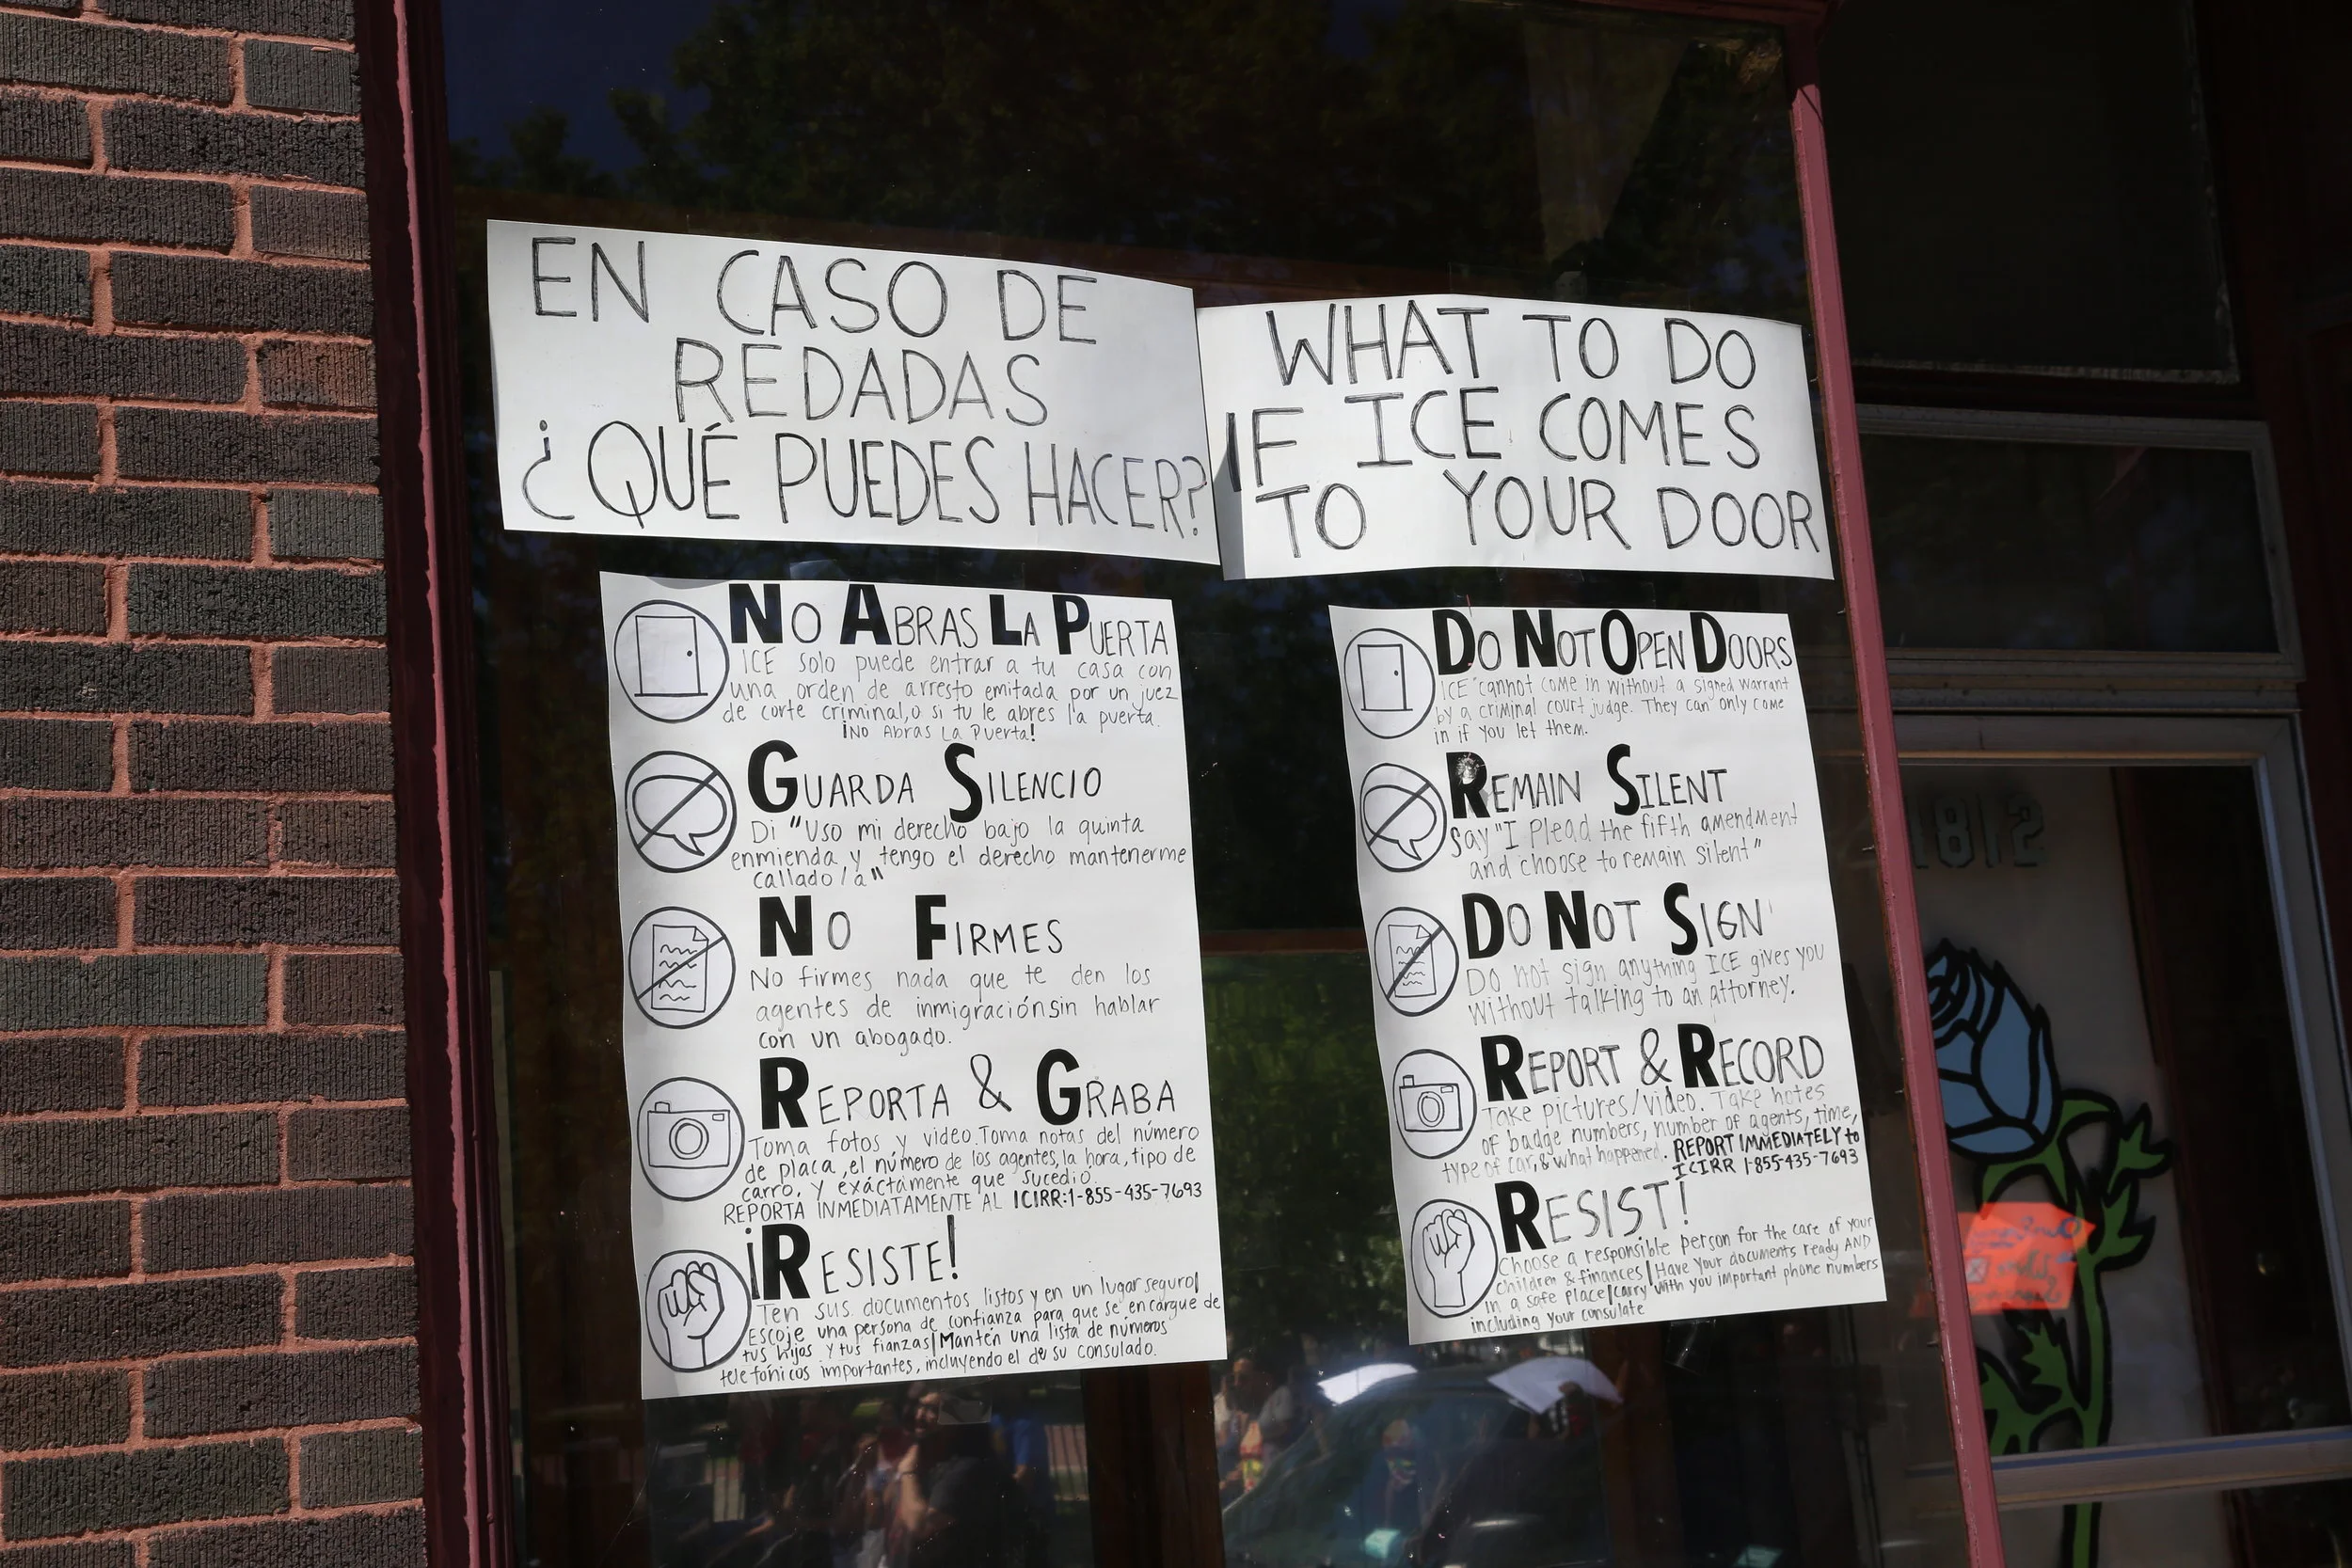 EN CASO DE
REDADAS
¿QUÉ PUEDES HACER?
NO ABRAS LA PUERTA
ICE solo puede entrar a tu casa con
una orden de arresto emitada por un juez
de corte criminal, o si tu le abres la puerta.
¡No Abras La Puerta!
GUARDA SILENCIO
Di "Uso mi derecho bajo la quinta
enmienda y tengo el derecho mantenerme
callado/a"
NO FIRMES
No firmes nada que te den los
agentes de inmigración sin hablar
con un abogado.
REPORTA & GRABA
Toma fotos y video. Toma notas del número
de placa, el número de los agentes, la hora, tipo de
carro, y exáctamente que sucedió.
REPORTA INMEDIATAMENTE AL ICIRR: 1-855-435-7693
¡RESISTE!
Ten sus documentos listos y en un lugar seguro|
Escoje una persona de confianza para que se encargue de
tus hijos y tus fianzas| Mantén una lista de números
telefónicos importantes, incluyendo el de su consulado.
WHAT TO DO
IF ICE COMES
TO YOUR DOOR
DO NOT OPEN DOORS
ICE cannot come in without a signed warrant
by a criminal court judge. They can only come
in if you let them.
REMAIN SILENT
Say "I Plead the fifth amendment
and choose to remain silent"
DO NOT SIGN
Do not sign anything ICE gives you
without talking to an attorney.
REPORT & RECORD
Take pictures/video. Take notes
of badge numbers, number of agents, time,
type of car, & what happened. REPORT IMMEDIATELY to
ICIRR 1-855-435-7693
RESIST!
Choose a responsible person for the care of your
children & finances| Have your documents ready AND
in a safe place| carry with you important phone numbers
including your consulate
1812